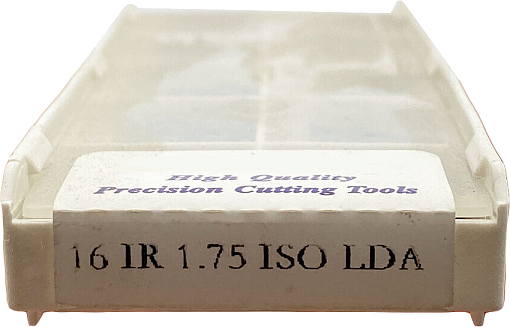 High Quality
Precision Cutting Tools
16 IR 1.75 ISO LDA